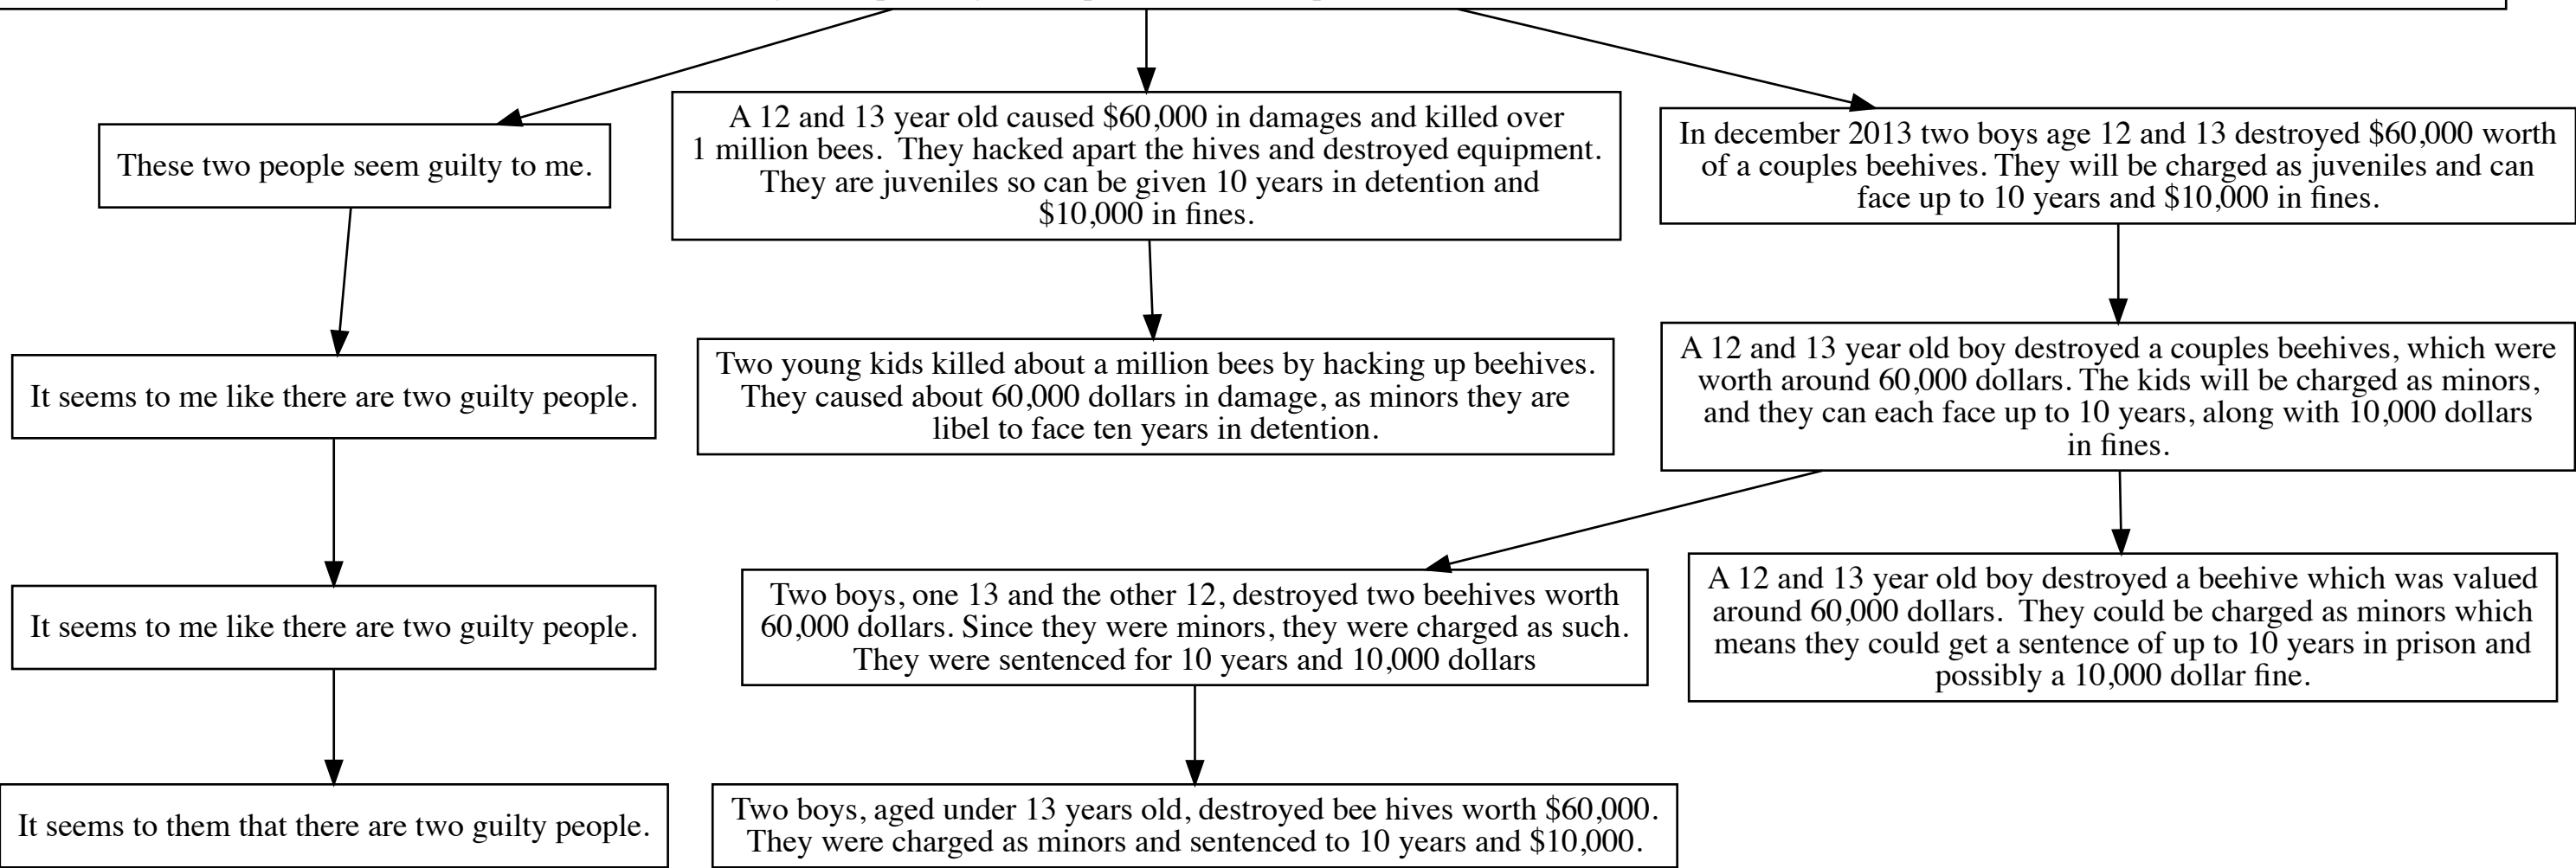 These two people seem guilty to me.
A 12 and 13 year old caused $60,000 in damages and killed over
1 million bees.  They hacked apart the hives and destroyed equipment.
They are juveniles so can be given 10 years in detention and
$10,000 in fines.
In december 2013 two boys age 12 and 13 destroyed $60,000 worth
of a couples beehives. They will be charged as juveniles and can
face up to 10 years and $10,000 in fines.
It seems to me like there are two guilty people.
Two young kids killed about a million bees by hacking up beehives.
They caused about 60,000 dollars in damage, as minors they are
libel to face ten years in detention.
A 12 and 13 year old boy destroyed a couples beehives, which were
worth around 60,000 dollars. The kids will be charged as minors,
and they can each face up to 10 years, along with 10,000 dollars
in fines.
It seems to me like there are two guilty people.
Two boys, one 13 and the other 12, destroyed two beehives worth
60,000 dollars. Since they were minors, they were charged as such.
They were sentenced for 10 years and 10,000 dollars
A 12 and 13 year old boy destroyed a beehive which was valued
around 60,000 dollars.  They could be charged as minors which
means they could get a sentence of up to 10 years in prison and
possibly a 10,000 dollar fine.
It seems to them that there are two guilty people.
Two boys, aged under 13 years old, destroyed bee hives worth $60,000.
They were charged as minors and sentenced to 10 years and $10,000.